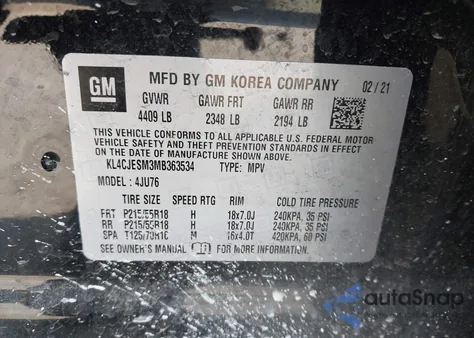 GM
MFD BY GM KOREA COMPANY 02 / 21
GVWR GAWR FRT GAWR RR
4409 LB 2348 LB 2194 LB
THIS VEHICLE CONFORMS TO ALL APPLICABLE U.S. FEDERAL MOTOR
VEHICLE SAFETY AND THEFT PREVENTION STANDARDS IN EFFECT ON
THE DATE OF MANUFACTURE SHOWN ABOVE.
KL4CJESM3MB363534 TYPE: MPV
MODEL : 4JU76
TIRE SIZE SPEED RTG RIM COLD TIRE PRESSURE
FRT P215/55R18 H 18x7.0J 240KPA, 35 PSI
RR P215/55R18 H 18x7.0J 240KPA, 35 PSI
SPA T125/70R16 M 16x4.0T 420KPA, 60 PSI
SEE OWNER'S MANUAL FOR MORE INFORMATION.
autoSnap